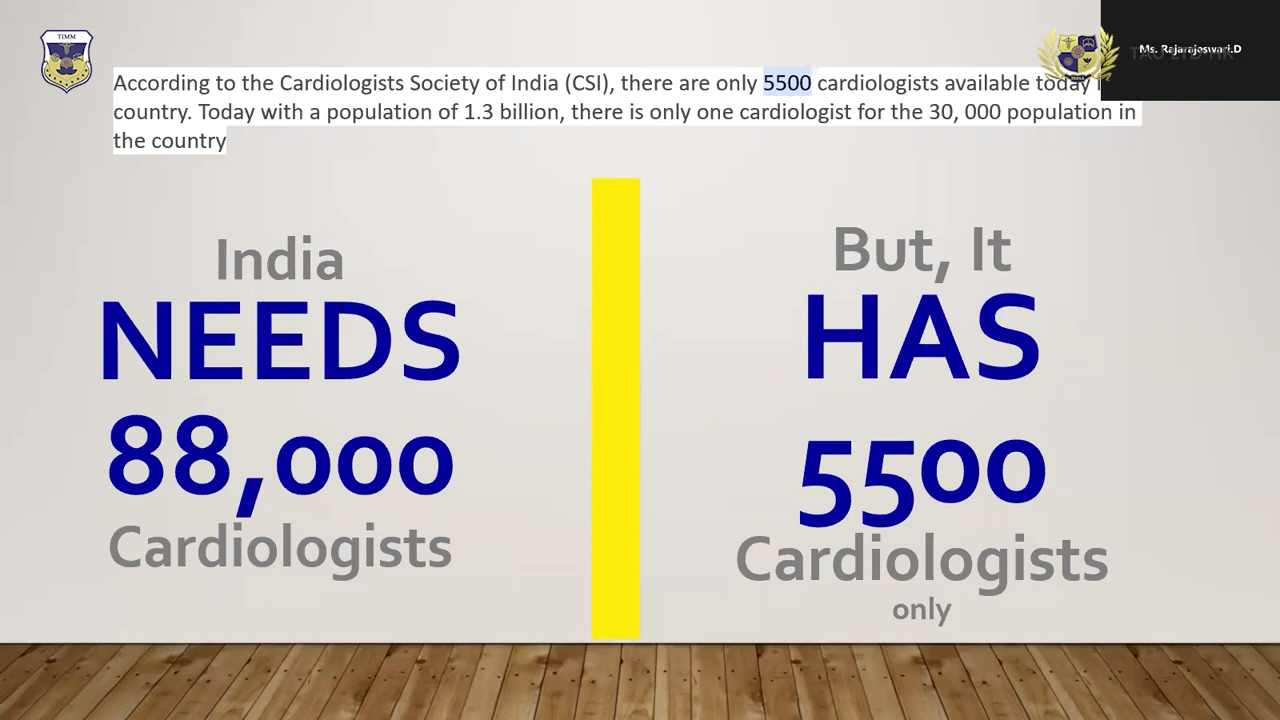 TIMM
Ms. Rajarajeswari.D
According to the Cardiologist Society of India (CSI), there are only 5500 cardiologists available today
country. Today with a population of 1.3 billion, there is only one cardiologist for the 30, 000 population in
the country
India
NEEDS
88,000
Cardiologists
But, It
HAS
5500
Cardiologists
only